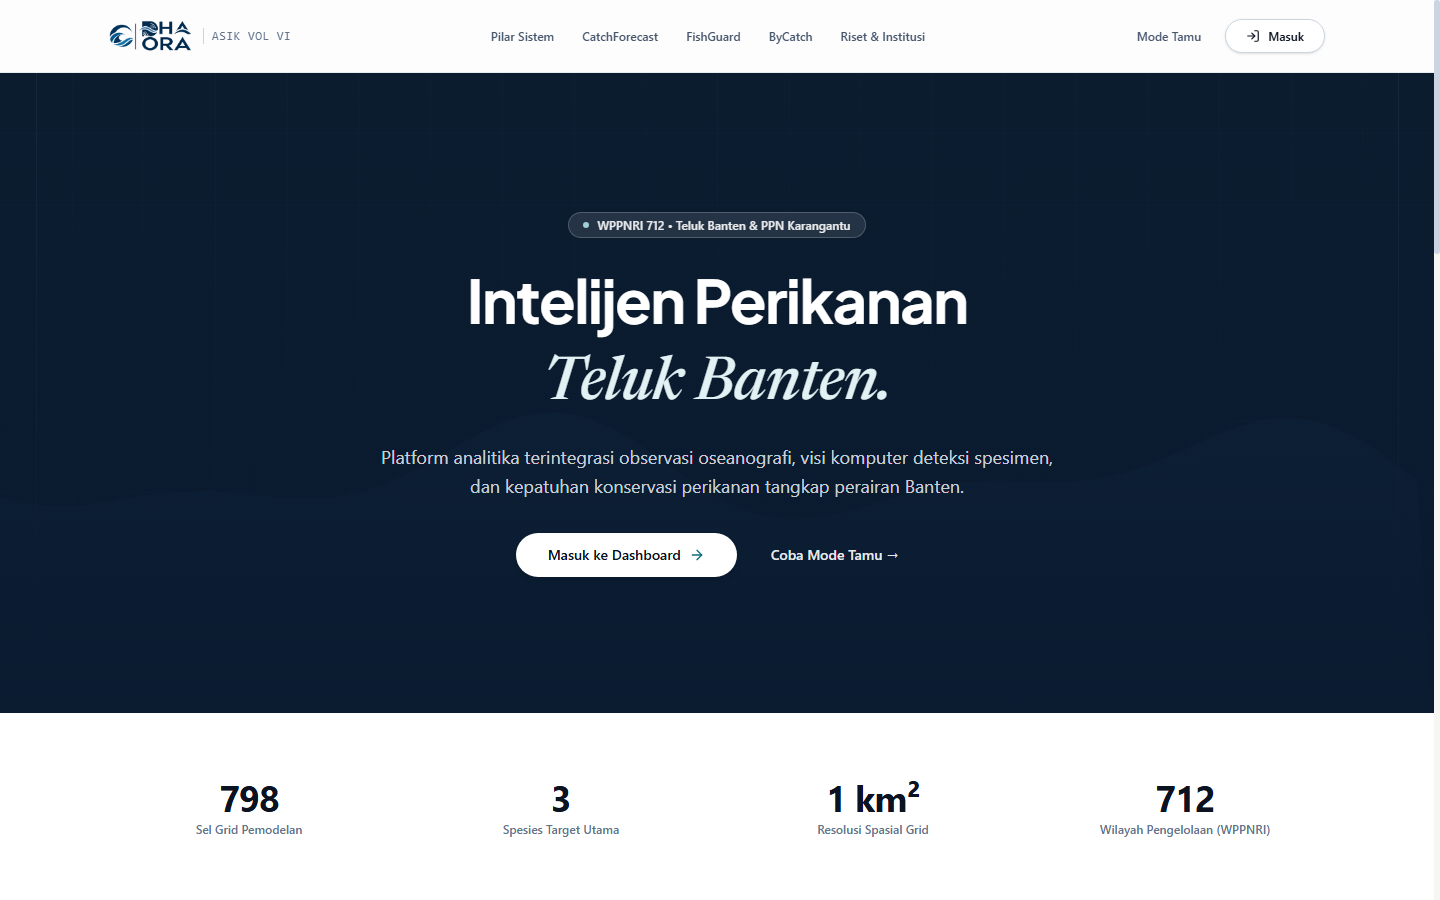 BHA
ORA
ASIK VOL VI
Pilar Sistem
CatchForecast
FishGuard
ByCatch
Riset & Institusi
Mode Tamu
Masuk
WPPNRI 712 • Teluk Banten & PPN Karangantu
Intelijen Perikanan
Teluk Banten.
Platform analitika terintegrasi observasi oseanografi, visi komputer deteksi spesimen,
dan kepatuhan konservasi perikanan tangkap perairan Banten.
Masuk ke Dashboard →
Coba Mode Tamu →
798
Sel Grid Pemodelan
3
Spesies Target Utama
1 km²
Resolusi Spasial Grid
712
Wilayah Pengelolaan (WPPNRI)